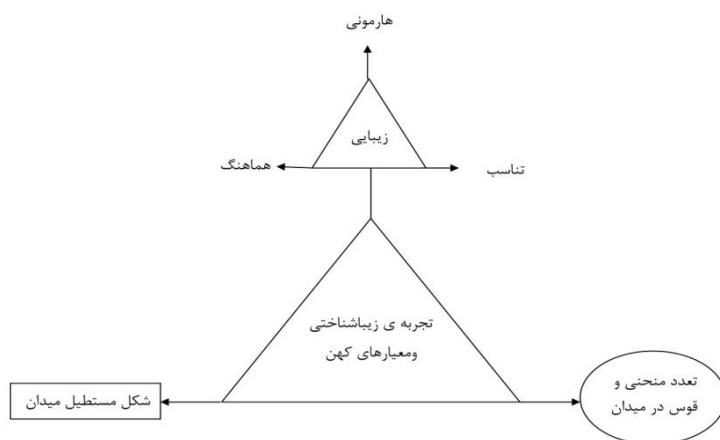 هارمونی
زیبایی
تناسب
هماهنگ
تجربه ی زیباشناختی
ومعیارهای کهن
تعدد منحنی و
قوس در میدان
شکل مستطیل میدان